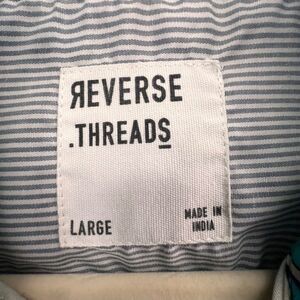 ЯEVERSE
.THREADS
LARGE
MADE IN
INDIA